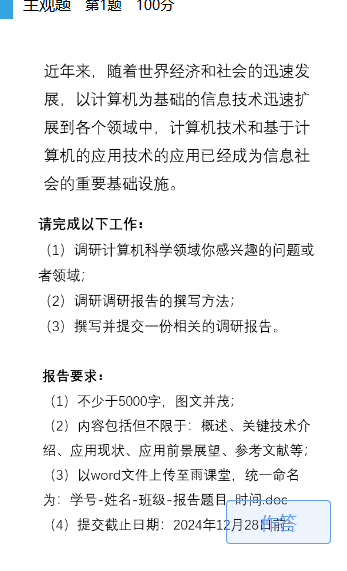 主观题 第1题 100分
近年来，随着世界经济和社会的迅速发
展，以计算机为基础的信息技术迅速扩
展到各个领域中，计算机技术和基于计
算机的应用技术的应用已经成为信息社
会的重要基础设施。
请完成以下工作：
（1）调研计算机科学领域你感兴趣的问题或
者领域；
（2）调研调研报告的撰写方法；
（3）撰写并提交一份相关的调研报告。
报告要求：
（1）不少于5000字，图文并茂；
（2）内容包括但不限于：概述、关键技术介
绍、应用现状、应用前景展望、参考文献等；
（3）以word文件上传至雨课堂，统一命名
为：学号-姓名-班级-报告题目-时间.doc
（4）提交截止日期：2024年12月28日前
作答